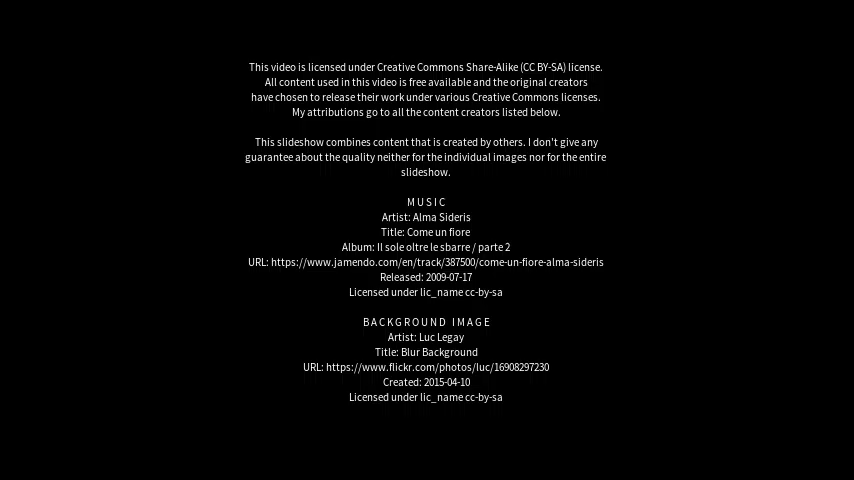 This video is licensed under Creative Commons Share-Alike (CC BY-SA) license.
All content used in this video is free available and the original creators
have chosen to release their work under various Creative Commons licenses.
My attributions go to all the content creators listed below.
This slideshow combines content that is created by others. I don't give any
guarantee about the quality neither for the individual images nor for the entire
slideshow.
MUSIC
Artist: Alma Sideris
Title: Come un fiore
Album: Il sole oltre le sbarre / parte 2
URL: https://www.jamendo.com/en/track/387500/come-un-fiore-alma-sideris
Released: 2009-07-17
Licensed under lic_name cc-by-sa
BACKGROUND IMAGE
Artist: Luc Legay
Title: Blur Background
URL: https://www.flickr.com/photos/luc/16908297230
Created: 2015-04-10
Licensed under lic_name cc-by-sa